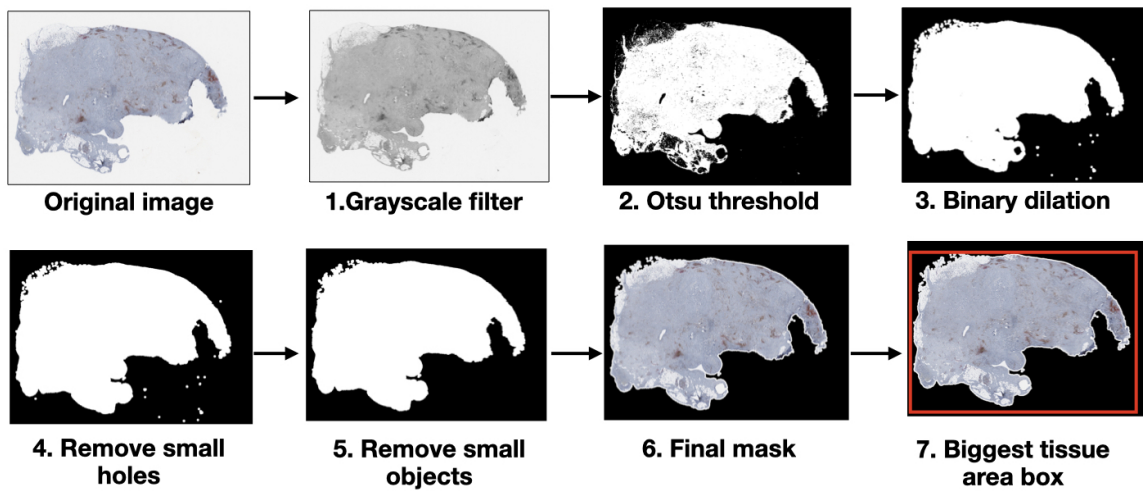 Original image
1.Grayscale filter
2. Otsu threshold
3. Binary dilation
4. Remove small
holes
5. Remove small
objects
6. Final mask
7. Biggest tissue
area box